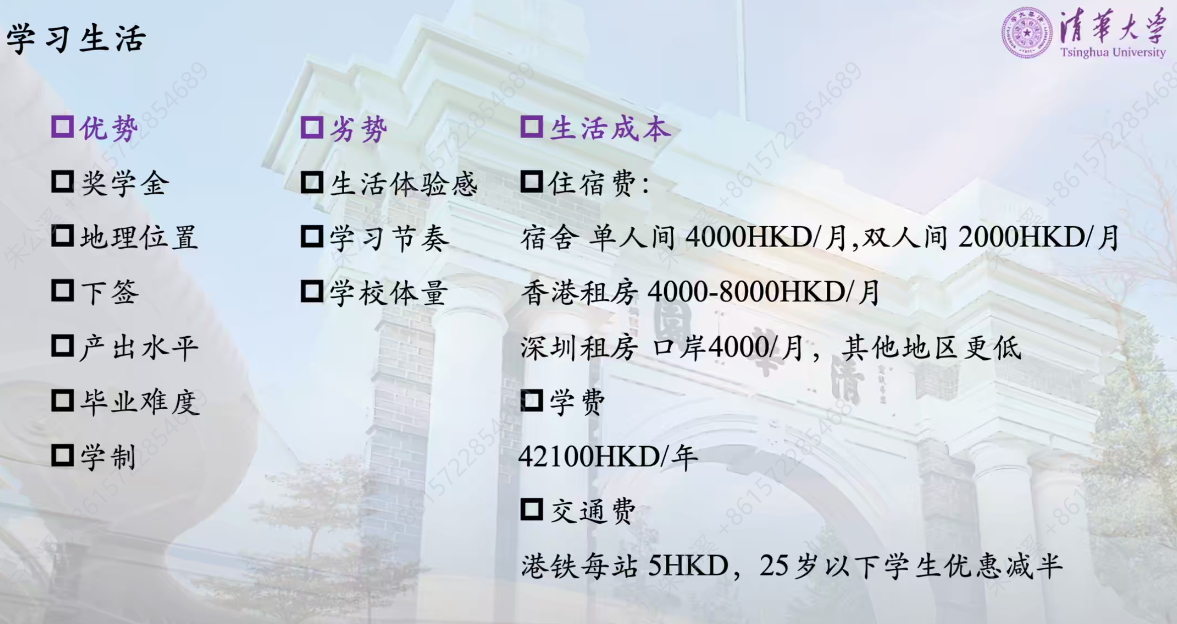 学习生活
清華大学
Tsinghua University
优势
奖学金
地理位置
下签
产出水平
毕业难度
学制
劣势
生活体验感
学习节奏
学校体量
生活成本
住宿费：
宿舍 单人间 4000HKD/月,双人间 2000HKD/月
香港租房 4000-8000HKD/月
深圳租房 口岸4000/月，其他地区更低
学费
42100HKD/年
交通费
港铁每站 5HKD，25岁以下学生优惠减半
園華清
+8615722854689